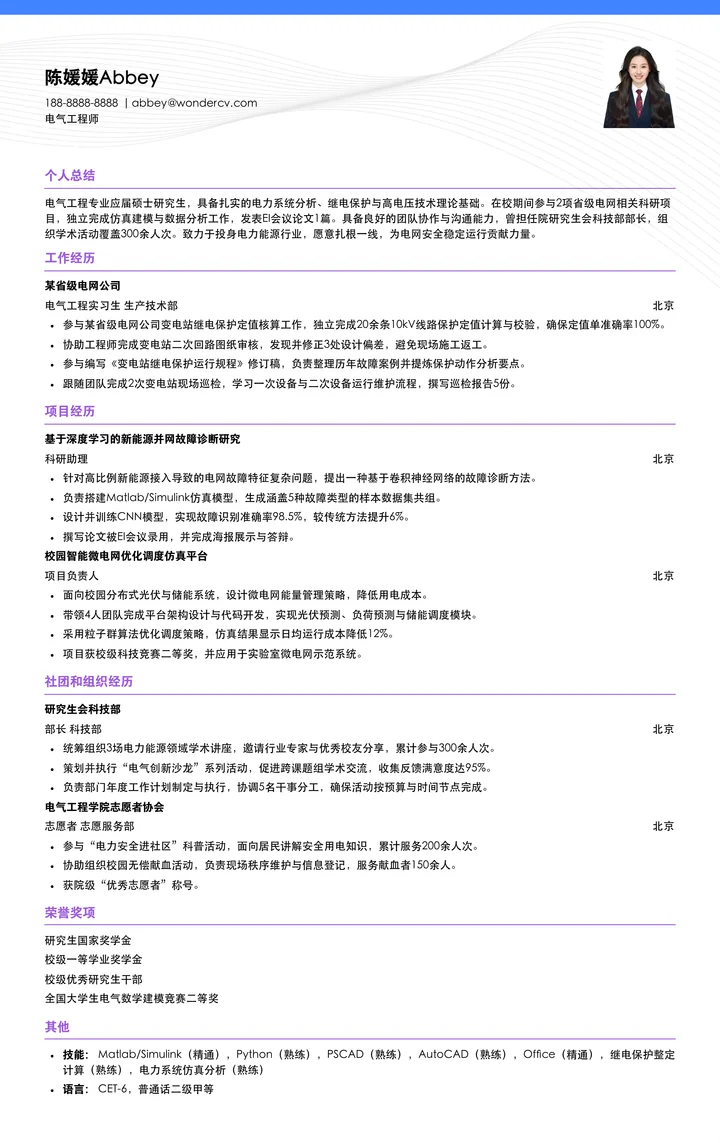 陈媛媛Abbey
188-8888-8888 | abbey@wondercv.com
电气工程师
个人总结
电气工程专业应届硕士研究生，具备扎实的电力系统分析、继电保护与高电压技术理论基础。在校期间参与2项省级电网相关科研项
目，独立完成仿真建模与数据分析工作，发表EI会议论文1篇。具备良好的团队协作与沟通能力，曾担任院研究生会科技部部长，组
织学术活动覆盖300余人次。致力于投身电力能源行业，愿意扎根一线，为电网安全稳定运行贡献力量。
工作经历
某省级电网公司
电气工程实习生 生产技术部 北京
• 参与某省级电网公司变电站继电保护定值核算工作，独立完成20余条10kV线路保护定值计算与校验，确保定值单准确率100%。
• 协助工程师完成变电站二次回路图纸审核，发现并修正3处设计偏差，避免现场施工返工。
• 参与编写《变电站继电保护运行规程》修订稿，负责整理历年故障案例并提炼保护动作分析要点。
• 跟随团队完成2次变电站现场巡检，学习一次设备与二次设备运行维护流程，撰写巡检报告5份。
项目经历
基于深度学习的新能源并网故障诊断研究
科研助理 北京
• 针对高比例新能源接入导致的电网故障特征复杂问题，提出一种基于卷积神经网络的故障诊断方法。
• 负责搭建Matlab/Simulink仿真模型，生成涵盖5种故障类型的样本数据集共组。
• 设计并训练CNN模型，实现故障识别准确率98.5%，较传统方法提升6%。
• 撰写论文被EI会议录用，并完成海报展示与答辩。
校园智能微电网优化调度仿真平台
项目负责人 北京
• 面向校园分布式光伏与储能系统，设计微电网能量管理策略，降低用电成本。
• 带领4人团队完成平台架构设计与代码开发，实现光伏预测、负荷预测与储能调度模块。
• 采用粒子群算法优化调度策略，仿真结果显示日均运行成本降低12%。
• 项目获校级科技竞赛二等奖，并应用于实验室微电网示范系统。
社团和组织经历
研究生会科技部
部长 科技部 北京
• 统筹组织3场电力能源领域学术讲座，邀请行业专家与优秀校友分享，累计参与300余人次。
• 策划并执行“电气创新沙龙”系列活动，促进跨课题组学术交流，收集反馈满意度达95%。
• 负责部门年度工作计划制定与执行，协调5名干事分工，确保活动按预算与时间节点完成。
电气工程学院志愿者协会
志愿者 志愿服务部 北京
• 参与“电力安全进社区”科普活动，面向居民讲解安全用电知识，累计服务200余人次。
• 协助组织校园无偿献血活动，负责现场秩序维护与信息登记，服务献血者150余人。
• 获院级“优秀志愿者”称号。
荣誉奖项
研究生国家奖学金
校级一等学业奖学金
校级优秀研究生干部
全国大学生电气数学建模竞赛二等奖
其他
• 技能： Matlab/Simulink（精通）, Python（熟练）, PSCAD（熟练）, AutoCAD（熟练）, Office（精通）, 继电保护整定
计算（熟练）, 电力系统仿真分析（熟练）
• 语言： CET-6，普通话二级甲等